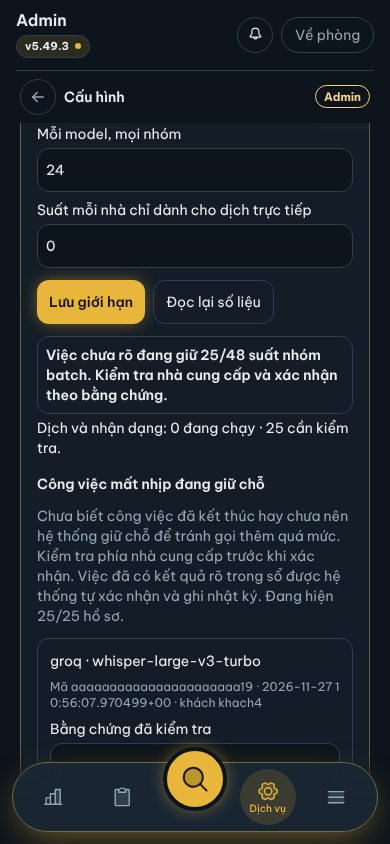 Admin
v5.49.3
Về phòng
Cấu hình
Admin
Mỗi model, mọi nhóm
24
Suất mỗi nhà chỉ dành cho dịch trực tiếp
0
Lưu giới hạn
Đọc lại số liệu
Việc chưa rõ đang giữ 25/48 suất nhóm
batch. Kiểm tra nhà cung cấp và xác nhận
theo bằng chứng.
Dịch và nhận dạng: 0 đang chạy · 25 cần kiểm
tra.
Công việc mất nhịp đang giữ chỗ
Chưa biết công việc đã kết thúc hay chưa nên
hệ thống giữ chỗ để tránh gọi thêm quá mức.
Kiểm tra phía nhà cung cấp trước khi xác
nhận. Việc đã có kết quả rõ trong sổ được hệ
thống tự xác nhận và ghi nhật ký. Đang hiện
25/25 hồ sơ.
groq · whisper-large-v3-turbo
Mã aaaaaaaaaaaaaaaaaaaaaa19 · 2026-11-27 1
0:56:07.970499+00 · khách khach4
Bằng chứng đã kiểm tra
Dịch vụ